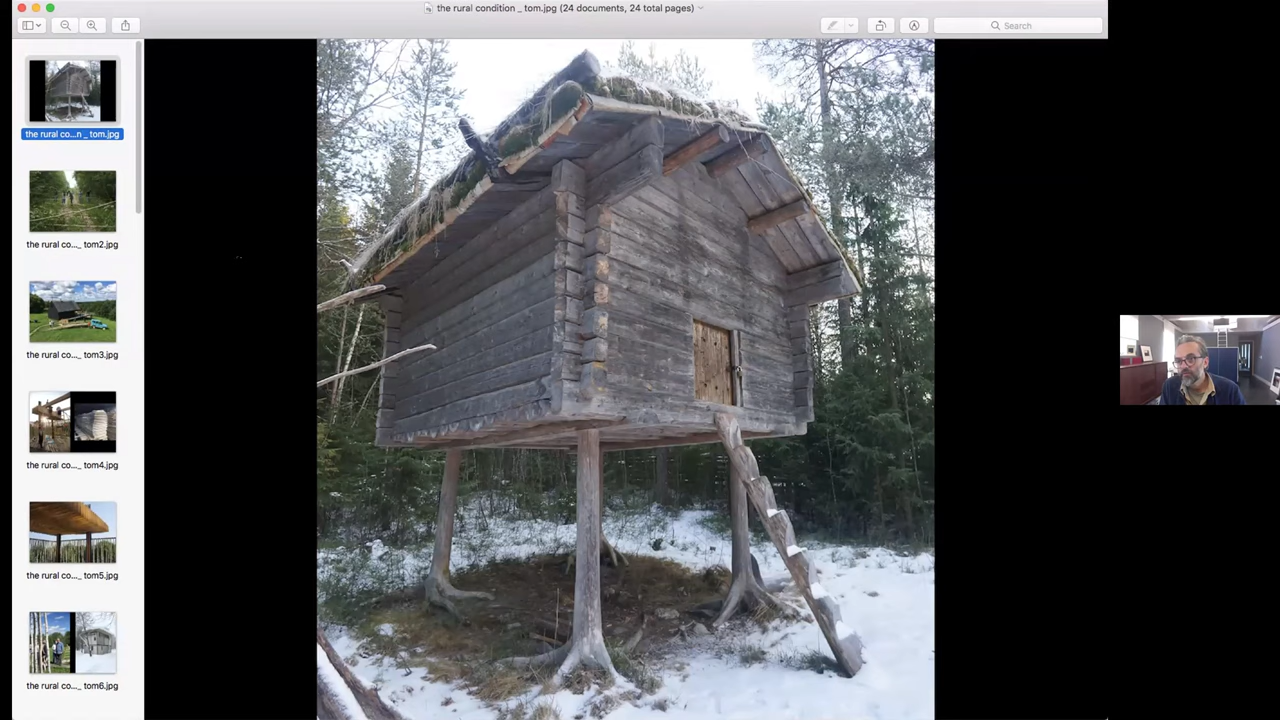 the rural condition _ tom.jpg (24 documents, 24 total pages)
Search
the rural co...n _ tom.jpg
the rural co..._ tom2.jpg
the rural co..._ tom3.jpg
the rural co..._ tom4.jpg
the rural co..._ tom5.jpg
the rural co..._ tom6.jpg